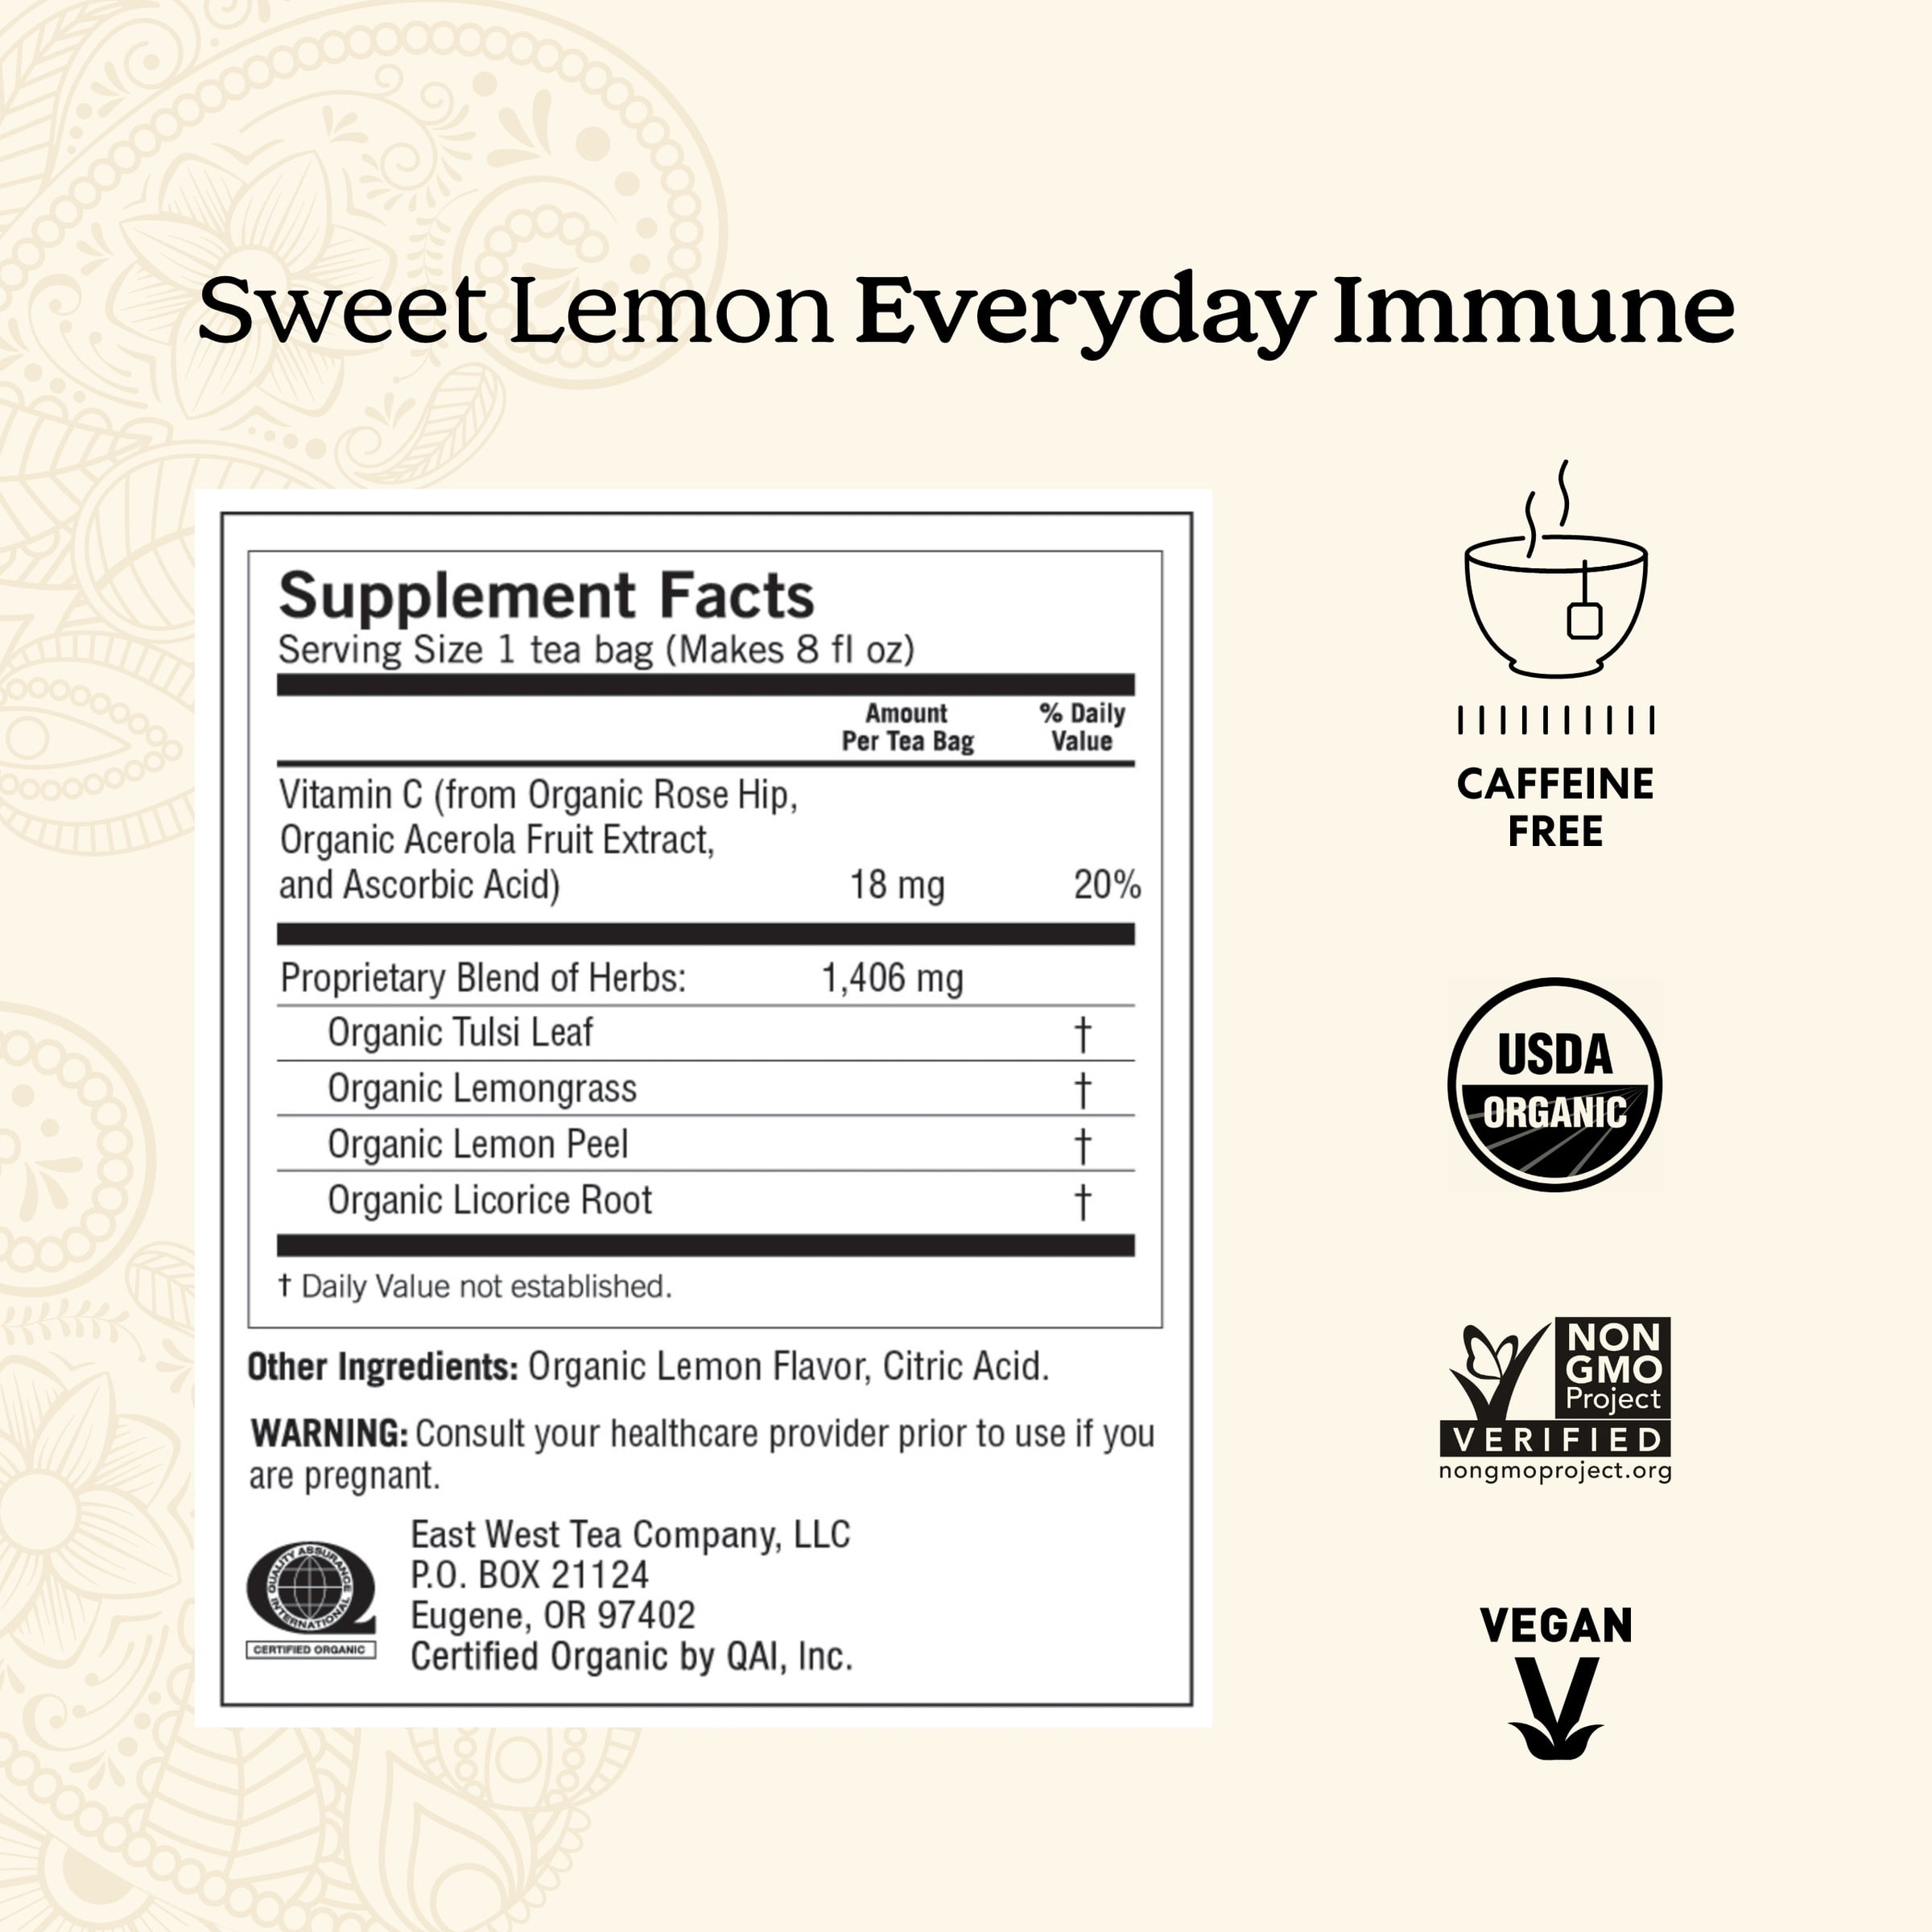 Sweet Lemon Everyday Immune
Supplement Facts
Serving Size 1 tea bag (Makes 8 fl oz)
Amount Per Tea Bag
% Daily Value
Vitamin C (from Organic Rose Hip,
Organic Acerola Fruit Extract,
and Ascorbic Acid) 18 mg 20%
Proprietary Blend of Herbs: 1,406 mg
Organic Tulsi Leaf †
Organic Lemongrass †
Organic Lemon Peel †
Organic Licorice Root †
† Daily Value not established.
Other Ingredients: Organic Lemon Flavor, Citric Acid.
WARNING: Consult your healthcare provider prior to use if you
are pregnant.
QUALITY ASSURANCE
INTERNATIONAL
CERTIFIED ORGANIC
East West Tea Company, LLC
P.O. BOX 21124
Eugene, OR 97402
Certified Organic by QAI, Inc.
CAFFEINE
FREE
USDA
ORGANIC
NON
GMO
Project
VERIFIED
nongmoproject.org
VEGAN